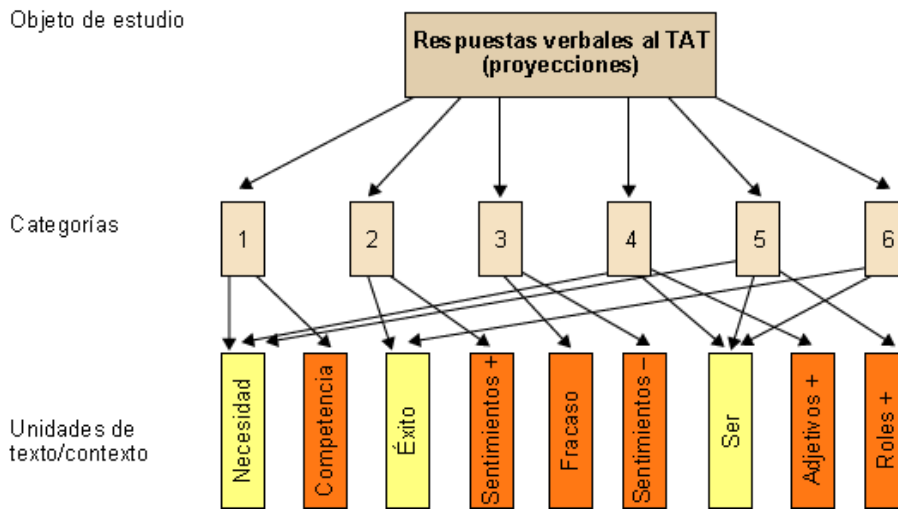 Objeto de estudio
Respuestas verbales al TAT
(proyecciones)
Categorías
1
2
3
4
5
6
Unidades de
texto/contexto
Necesidad
Competencia
Éxito
Sentimientos +
Fracaso
Sentimientos –
Ser
Adjetivos +
Roles +